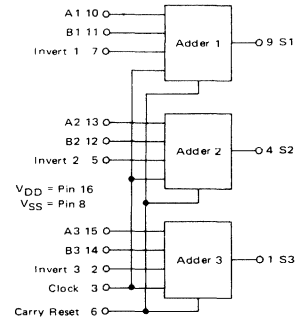 A1 10
B1 11
Invert 1 7
Adder 1
9 S1
A2 13
B2 12
Invert 2 5
Adder 2
4 S2
VDD = Pin 16
VSS = Pin 8
A3 15
B3 14
Invert 3 2
Clock 3
Adder 3
1 S3
Carry Reset 6